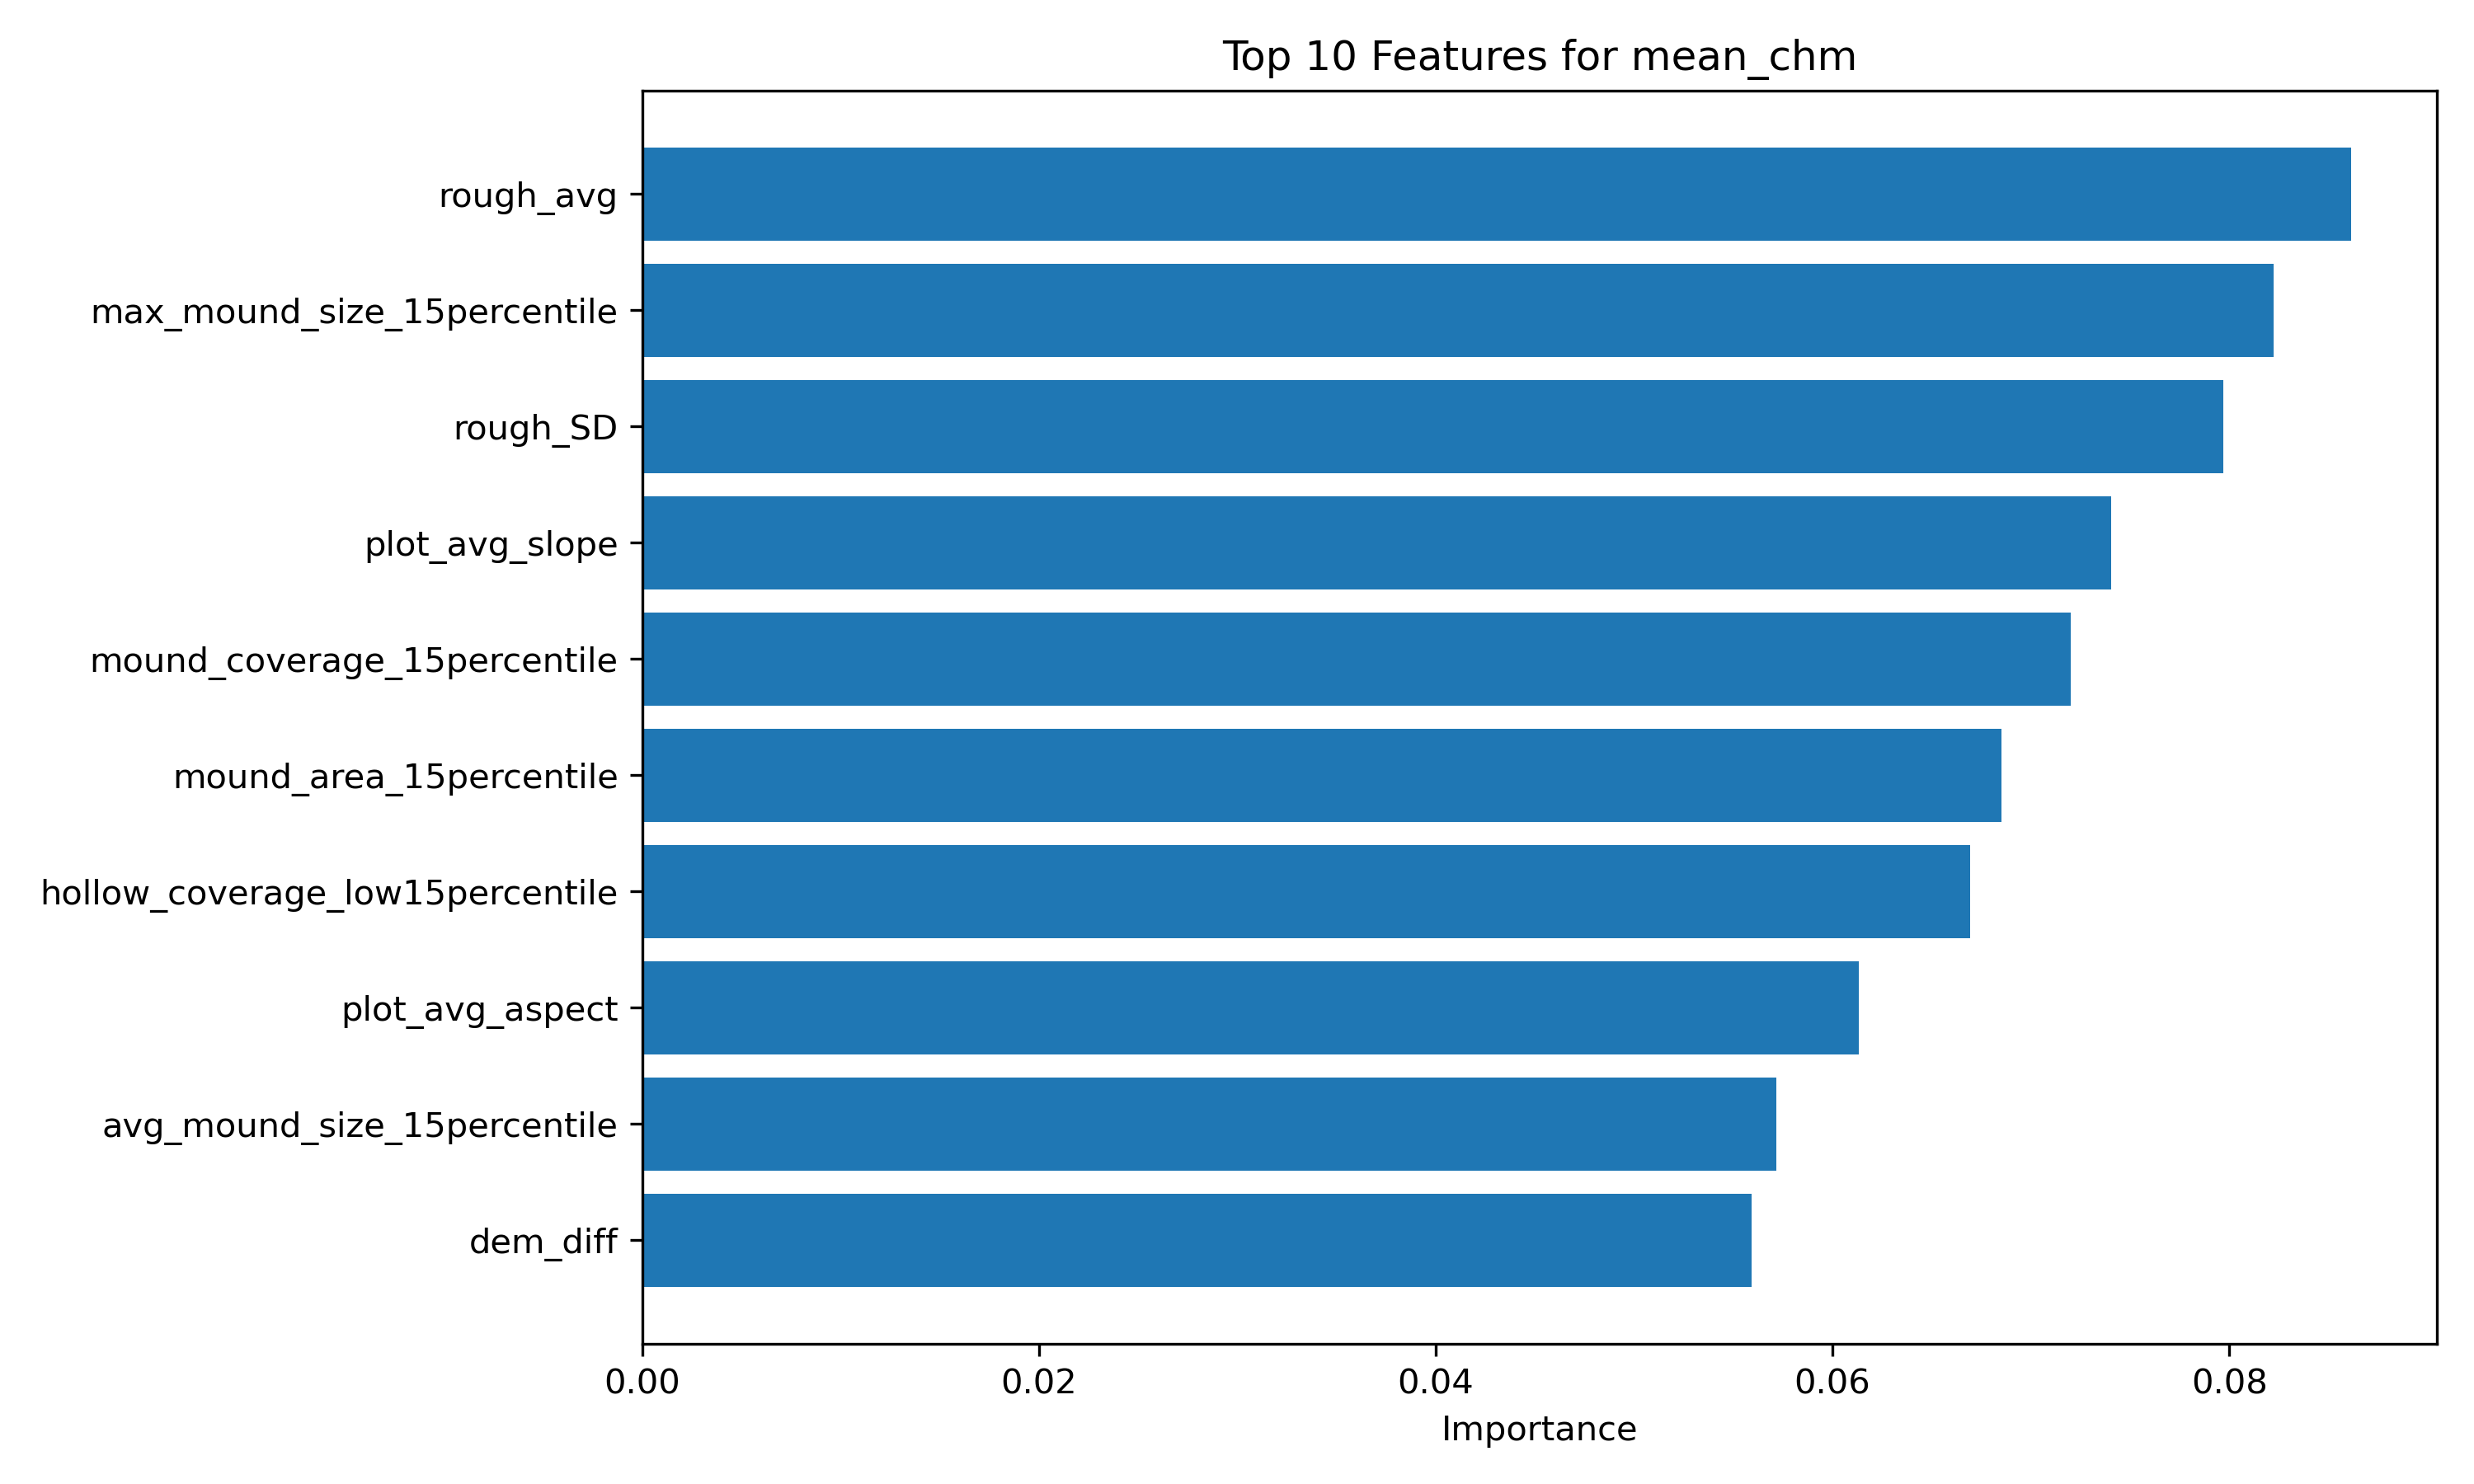 Top 10 Features for mean_chm
rough_avg
max_mound_size_15percentile
rough_SD
plot_avg_slope
mound_coverage_15percentile
mound_area_15percentile
hollow_coverage_low15percentile
plot_avg_aspect
avg_mound_size_15percentile
dem_diff
0.00 0.02 0.04 0.06 0.08
Importance